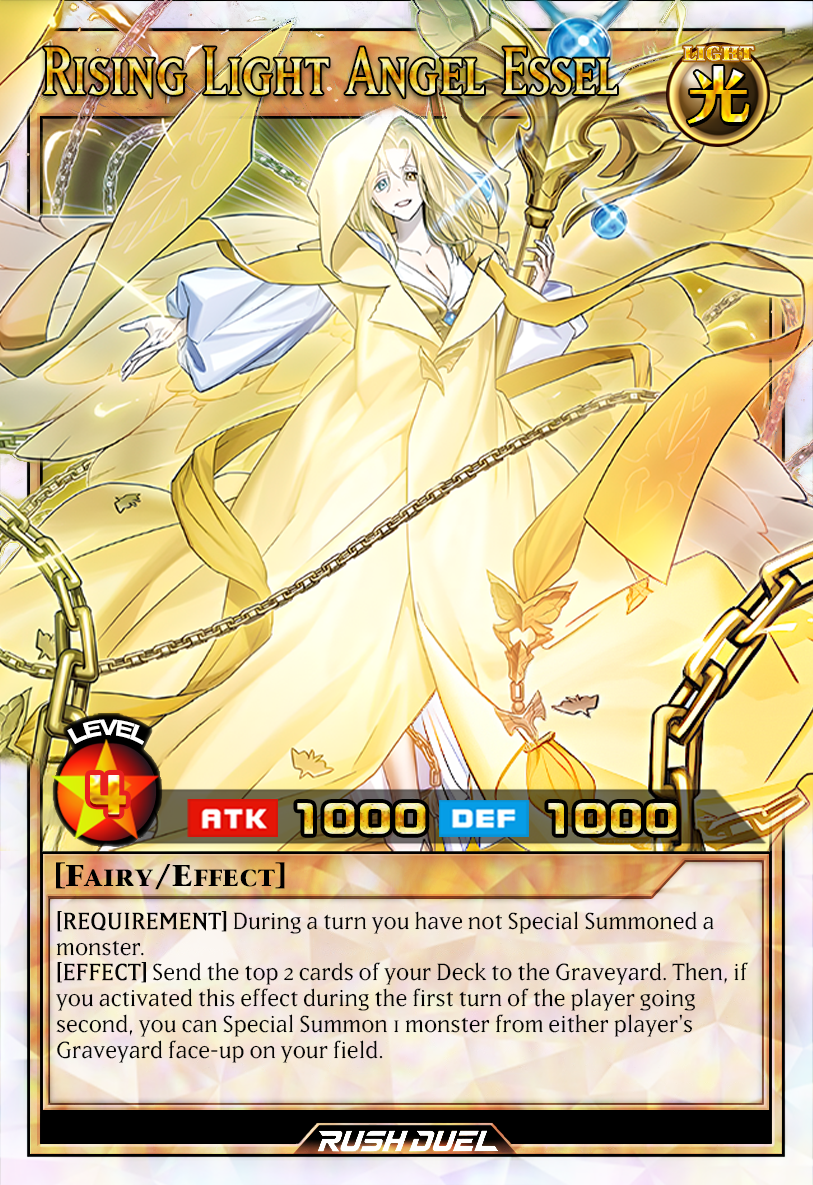 Rising Light Angel Essel
LIGHT
光
LEVEL
4
ATK 1000 DEF 1000
[Fairy/Effect]
[REQUIREMENT] During a turn you have not Special Summoned a
monster.
[EFFECT] Send the top 2 cards of your Deck to the Graveyard. Then, if
you activated this effect during the first turn of the player going
second, you can Special Summon 1 monster from either player's
Graveyard face-up on your field.
RUSH DUEL